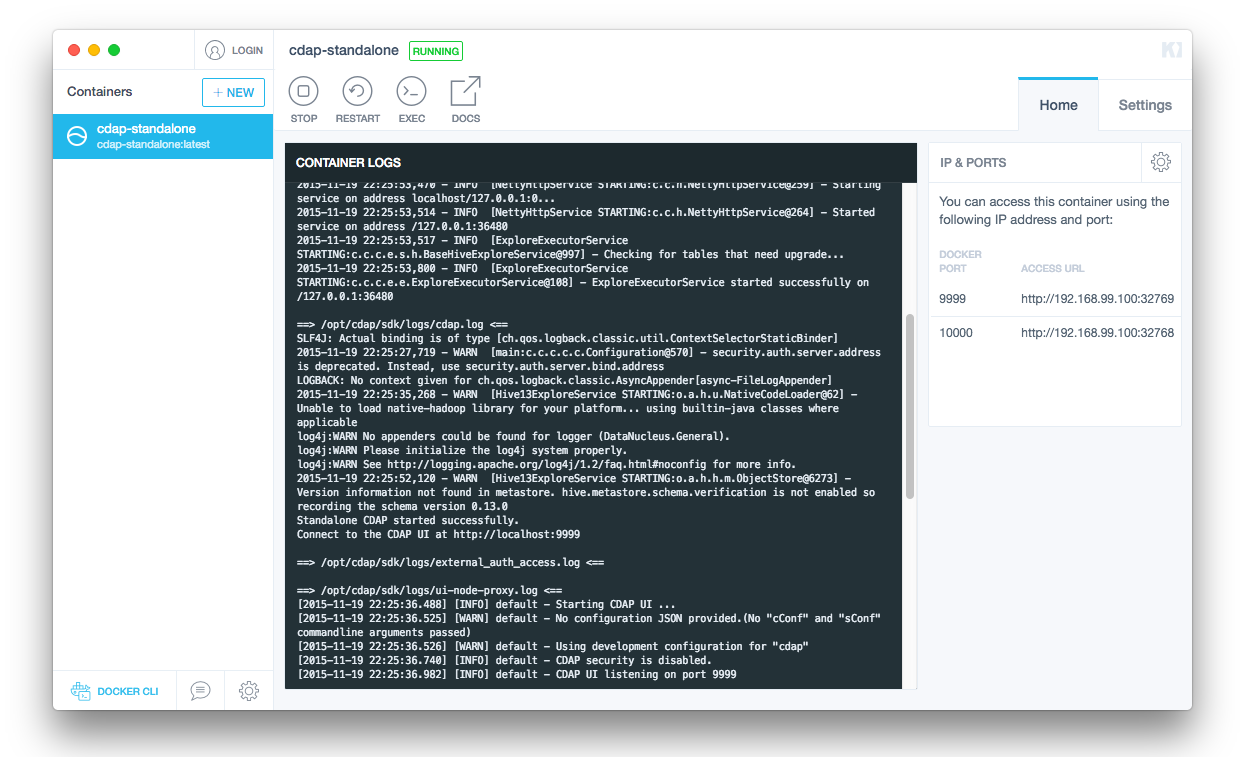 LOGIN
cdap-standalone RUNNING
Containers
+ NEW
cdap-standalone
cdap-standalone:latest
STOP RESTART EXEC DOCS
Home Settings
CONTAINER LOGS
2015-11-19 22:25:53,470 - INFO  [NettyHttpService STARTING:c.c.h.NettyHttpService@259] - Starting
service on address localhost/127.0.0.1:0...
2015-11-19 22:25:53,514 - INFO  [NettyHttpService STARTING:c.c.h.NettyHttpService@264] - Started
service on address /127.0.0.1:36480
2015-11-19 22:25:53,517 - INFO  [ExploreExecutorService
STARTING:c.c.c.e.s.h.BaseHiveExploreService@997] - Checking for tables that need upgrade...
2015-11-19 22:25:53,800 - INFO  [ExploreExecutorService
STARTING:c.c.c.e.e.ExploreExecutorService@108] - ExploreExecutorService started successfully on
/127.0.0.1:36480
==> /opt/cdap/sdk/logs/cdap.log <==
SLF4J: Actual binding is of type [ch.qos.logback.classic.util.ContextSelectorStaticBinder]
2015-11-19 22:25:27,719 - WARN  [main:c.c.c.c.c.Configuration@570] - security.auth.server.address
is deprecated. Instead, use security.auth.server.bind.address
LOGBACK: No context given for ch.qos.logback.classic.AsyncAppender[async-FileLogAppender]
2015-11-19 22:25:35,268 - WARN  [Hive13ExploreService STARTING:o.a.h.u.NativeCodeLoader@62] -
Unable to load native-hadoop library for your platform... using builtin-java classes where
applicable
log4j:WARN No appenders could be found for logger (DataNucleus.General).
log4j:WARN Please initialize the log4j system properly.
log4j:WARN See http://logging.apache.org/log4j/1.2/faq.html#noconfig for more info.
2015-11-19 22:25:52,120 - WARN  [Hive13ExploreService STARTING:o.a.h.h.m.ObjectStore@6273] -
Version information not found in metastore. hive.metastore.schema.verification is not enabled so
recording the schema version 0.13.0
Standalone CDAP started successfully.
Connect to the CDAP UI at http://localhost:9999
==> /opt/cdap/sdk/logs/external_auth_access.log <==
==> /opt/cdap/sdk/logs/ui-node-proxy.log <==
[2015-11-19 22:25:36.488] [INFO] default - Starting CDAP UI ...
[2015-11-19 22:25:36.525] [WARN] default - No configuration JSON provided.(No "cConf" and "sConf"
commandline arguments passed)
[2015-11-19 22:25:36.526] [WARN] default - Using development configuration for "cdap"
[2015-11-19 22:25:36.740] [INFO] default - CDAP security is disabled.
[2015-11-19 22:25:36.982] [INFO] default - CDAP UI listening on port 9999
IP & PORTS
You can access this container using the
following IP address and port:
DOCKER
PORT ACCESS URL
9999 http://192.168.99.100:32769
10000 http://192.168.99.100:32768
DOCKER CLI